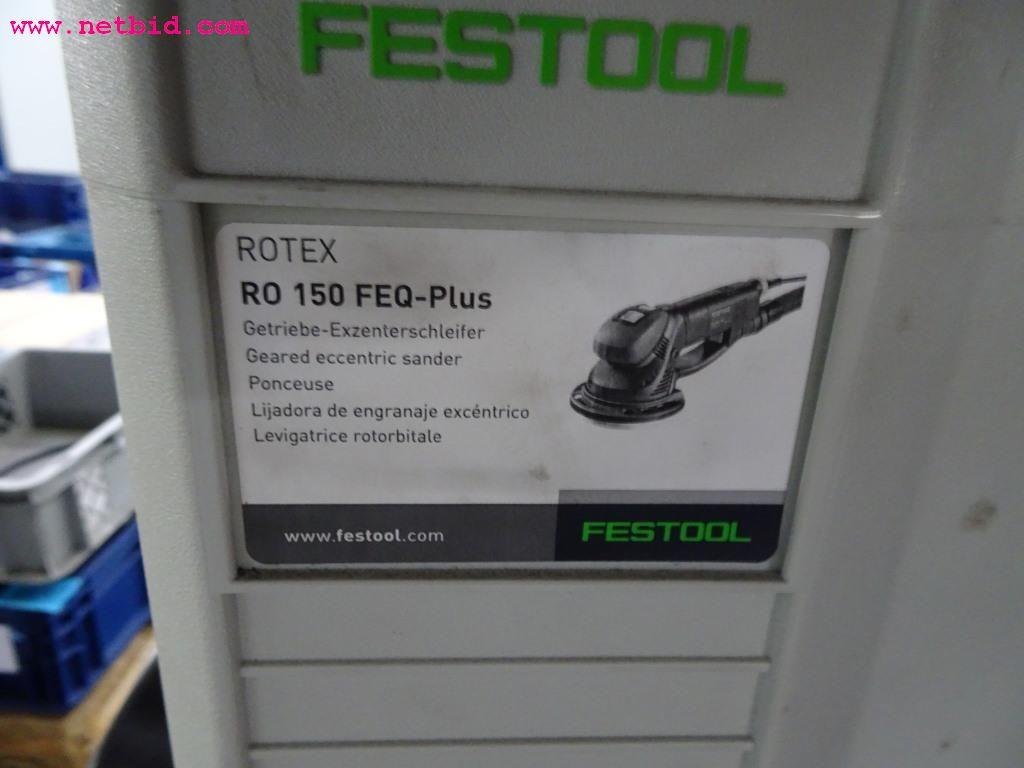 www.netbid.com
FESTOOL
ROTEX
RO 150 FEQ-Plus
Getriebe-Exzenterschleifer
Geared eccentric sander
Ponceuse
Lijadora de engranaje excéntrico
Levigatrice rotorbitale
www.festool.com
FESTOOL